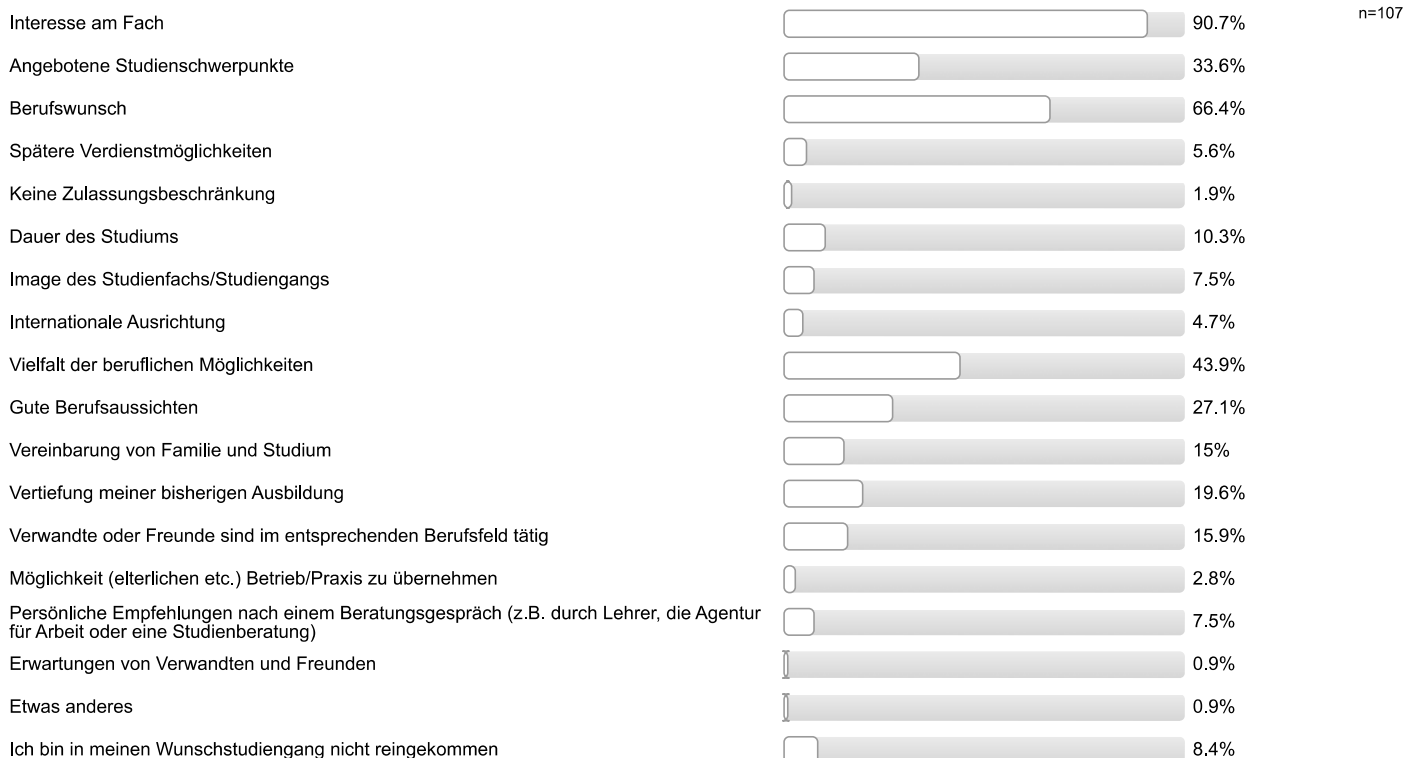 Interesse am Fach 90.7% n=107
Angebotene Studienschwerpunkte 33.6%
Berufswunsch 66.4%
Spätere Verdienstmöglichkeiten 5.6%
Keine Zulassungsbeschränkung 1.9%
Dauer des Studiums 10.3%
Image des Studienfachs/Studiengangs 7.5%
Internationale Ausrichtung 4.7%
Vielfalt der beruflichen Möglichkeiten 43.9%
Gute Berufsaussichten 27.1%
Vereinbarung von Familie und Studium 15%
Vertiefung meiner bisherigen Ausbildung 19.6%
Verwandte oder Freunde sind im entsprechenden Berufsfeld tätig 15.9%
Möglichkeit (elterlichen etc.) Betrieb/Praxis zu übernehmen 2.8%
Persönliche Empfehlungen nach einem Beratungsgespräch (z.B. durch Lehrer, die Agentur
für Arbeit oder eine Studienberatung) 7.5%
Erwartungen von Verwandten und Freunden 0.9%
Etwas anderes 0.9%
Ich bin in meinen Wunschstudiengang nicht reingekommen 8.4%